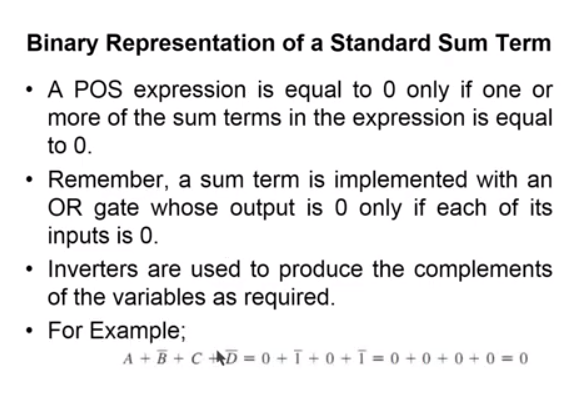 Binary Representation of a Standard Sum Term
• A POS expression is equal to 0 only if one or
more of the sum terms in the expression is equal
to 0.
• Remember, a sum term is implemented with an
OR gate whose output is 0 only if each of its
inputs is 0.
• Inverters are used to produce the complements
of the variables as required.
• For Example;
A + B̅ + C + D̅ = 0 + 1̅ + 0 + 1̅ = 0 + 0 + 0 + 0 = 0